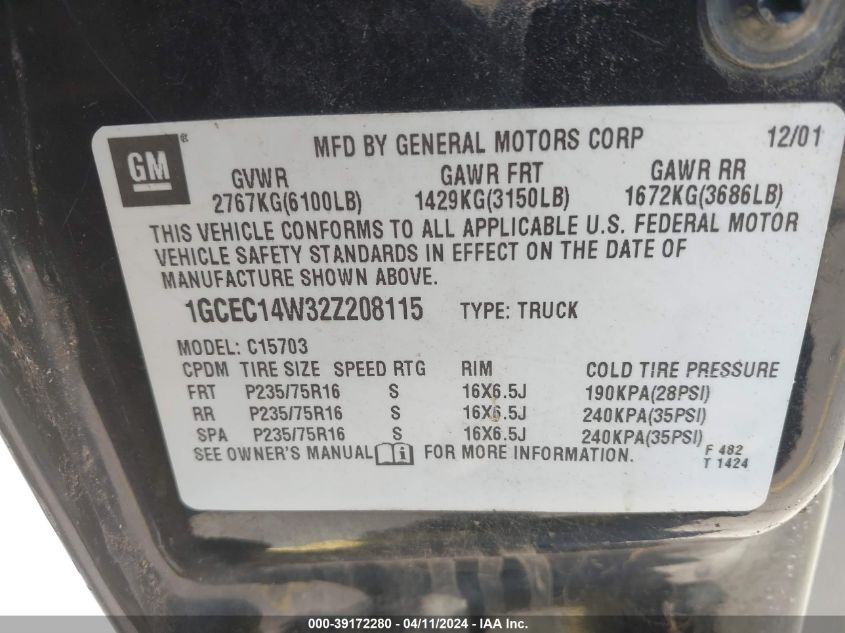 GM ® MFD BY GENERAL MOTORS CORP 12/01
GVWR GAWR FRT GAWR RR
2767KG(6100LB) 1429KG(3150LB) 1672KG(3686LB)
THIS VEHICLE CONFORMS TO ALL APPLICABLE U.S. FEDERAL MOTOR
VEHICLE SAFETY STANDARDS IN EFFECT ON THE DATE OF
MANUFACTURE SHOWN ABOVE.
1GCEC14W32Z208115 TYPE: TRUCK
MODEL: C15703
CPDM TIRE SIZE SPEED RTG RIM COLD TIRE PRESSURE
FRT P235/75R16 S 16X6.5J 190KPA(28PSI)
RR P235/75R16 S 16X6.5J 240KPA(35PSI)
SPA P235/75R16 S 16X6.5J 240KPA(35PSI)
SEE OWNER'S MANUAL i FOR MORE INFORMATION. F 482
T 1424
000-39172280 - 04/11/2024 - IAA Inc.